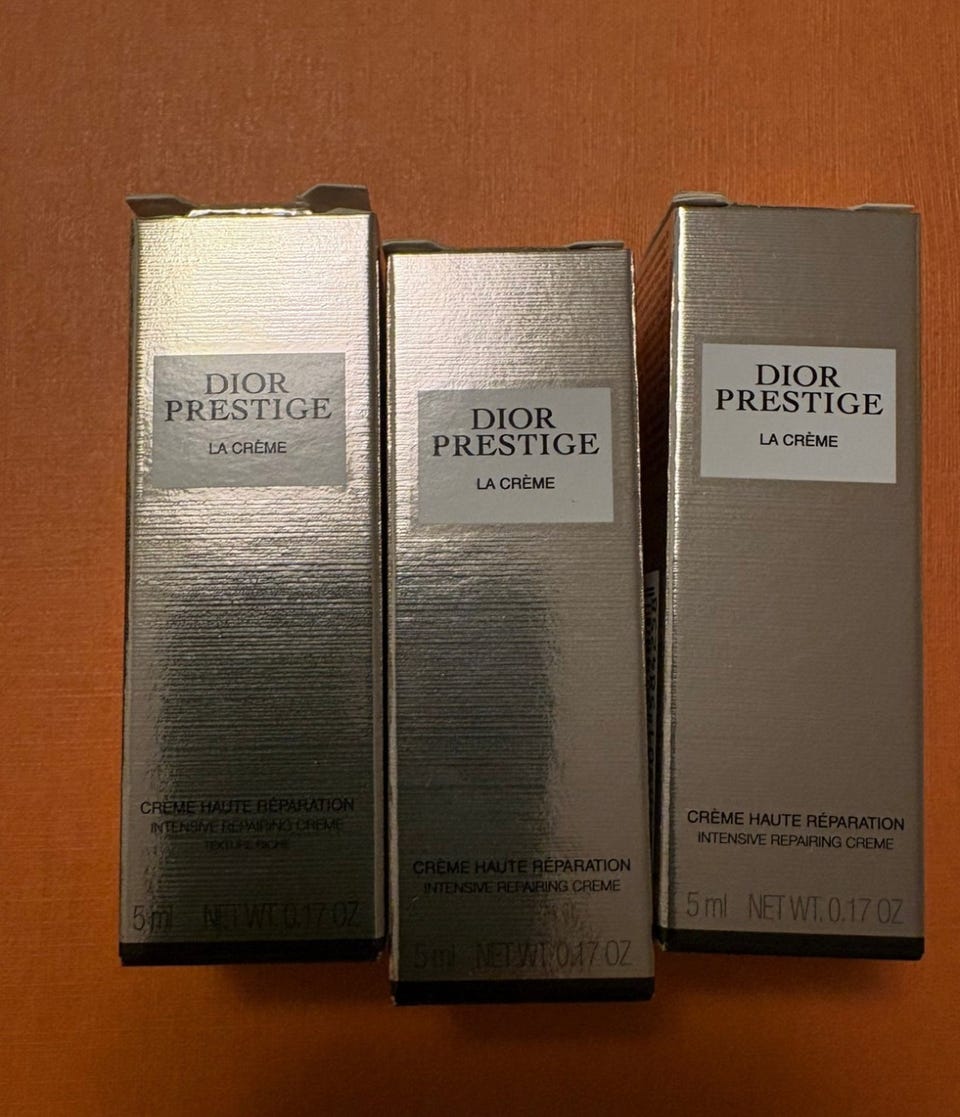 DIOR
PRESTIGE
LA CRÈME
CRÈME HAUTE RÉPARATION
INTENSIVE REPAIRING CREME
TEXTURE RICHE
5 ml NET WT. 0.17 OZ
DIOR
PRESTIGE
LA CRÈME
CRÈME HAUTE RÉPARATION
INTENSIVE REPAIRING CREME
5 ml NET WT. 0.17 OZ
DIOR
PRESTIGE
LA CRÈME
CRÈME HAUTE RÉPARATION
INTENSIVE REPAIRING CREME
5 ml NET WT. 0.17 OZ